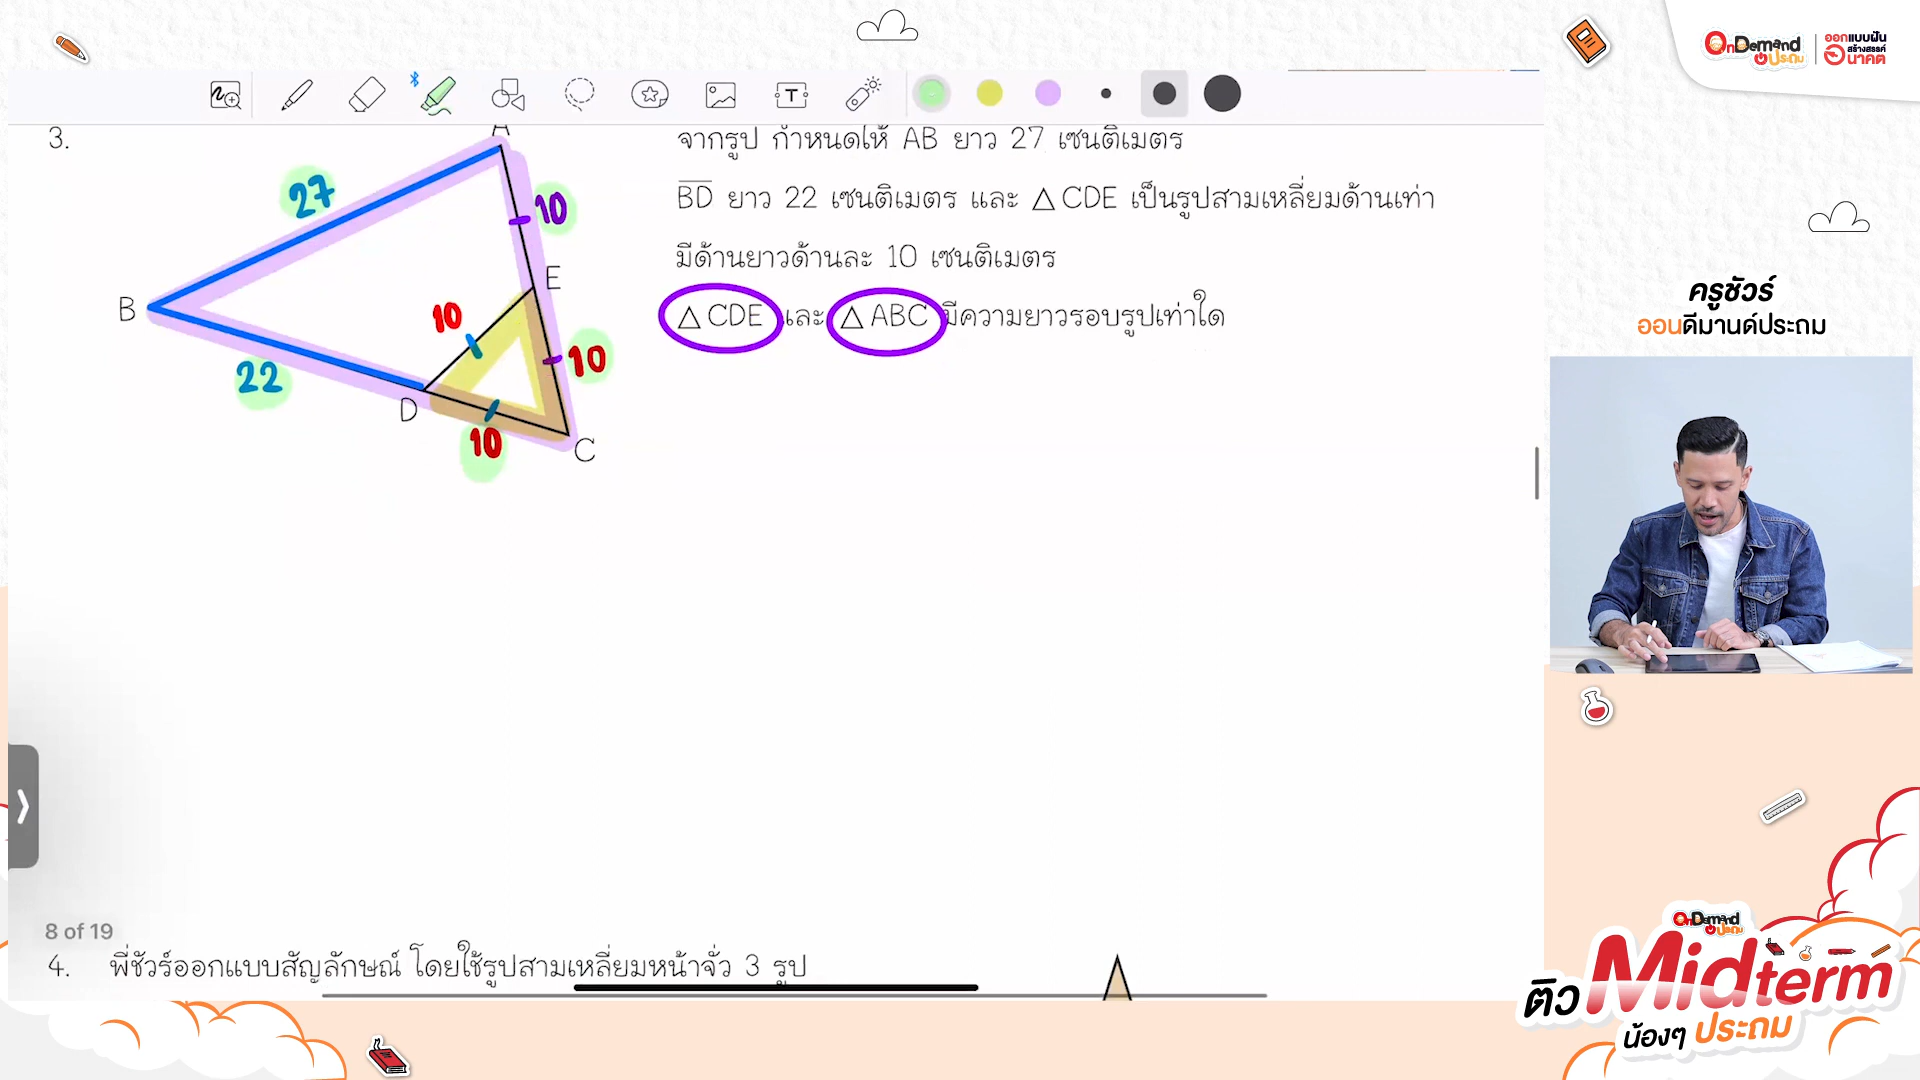 OnDemand
ประถม
ออกแบบฝัน
สร้างสรรค์
อนาคต
3.
A
27
10
E
B
10
10
22
D
10
C
จากรูป กำหนดให้ AB ยาว 27 เซนติเมตร
BD ยาว 22 เซนติเมตร และ △CDE เป็นรูปสามเหลี่ยมด้านเท่า
มีด้านยาวด้านละ 10 เซนติเมตร
△CDE และ △ABC มีความยาวรอบรูปเท่าใด
ครูชัวร์
ออนดีมานด์ประถม
8 of 19
4. พี่ชัวร์ออกแบบสัญลักษณ์ โดยใช้รูปสามเหลี่ยมหน้าจั่ว 3 รูป
OnDemand
ประถม
ติว Midterm
น้องๆ ประถม